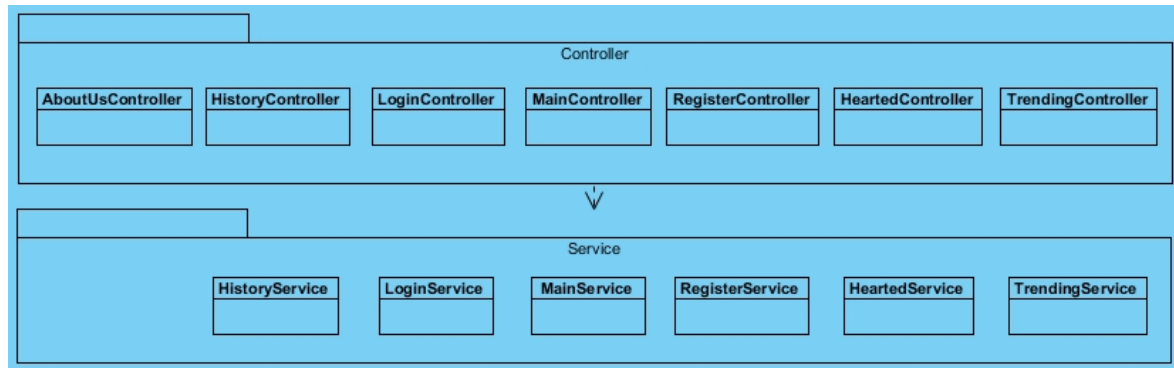 Controller
AboutUsController HistoryController LoginController MainController RegisterController HeartedController TrendingController
Service
HistoryService LoginService MainService RegisterService HeartedService TrendingService